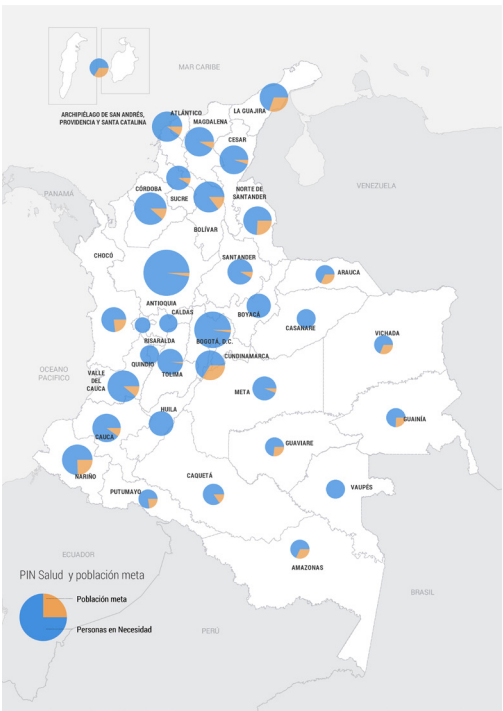 MAR CARIBE
ARCHIPIÉLAGO DE SAN ANDRÉS,
PROVIDENCIA Y SANTA CATALINA
ATLÁNTICO
LA GUAJIRA
MAGDALENA
CESAR
PANAMÁ
VENEZUELA
CÓRDOBA
SUCRE
NORTE DE
SANTANDER
BOLÍVAR
CHOCÓ
SANTANDER
ARAUCA
ANTIOQUIA
CALDAS
BOYACÁ
CASANARE
VICHADA
RISARALDA
BOGOTÁ, D.C.
OCEÁNO
PACIFICO
QUINDIO
CUNDINAMARCA
VALLE
DEL
CAUCA
TOLIMA
META
HUILA
GUAINÍA
CAUCA
GUAVIARE
NARIÑO
CAQUETÁ
PUTUMAYO
VAUPÉS
ECUADOR
AMAZONAS
PIN Salud y población meta
BRASIL
Población meta
Personas en Necesidad
PERÚ